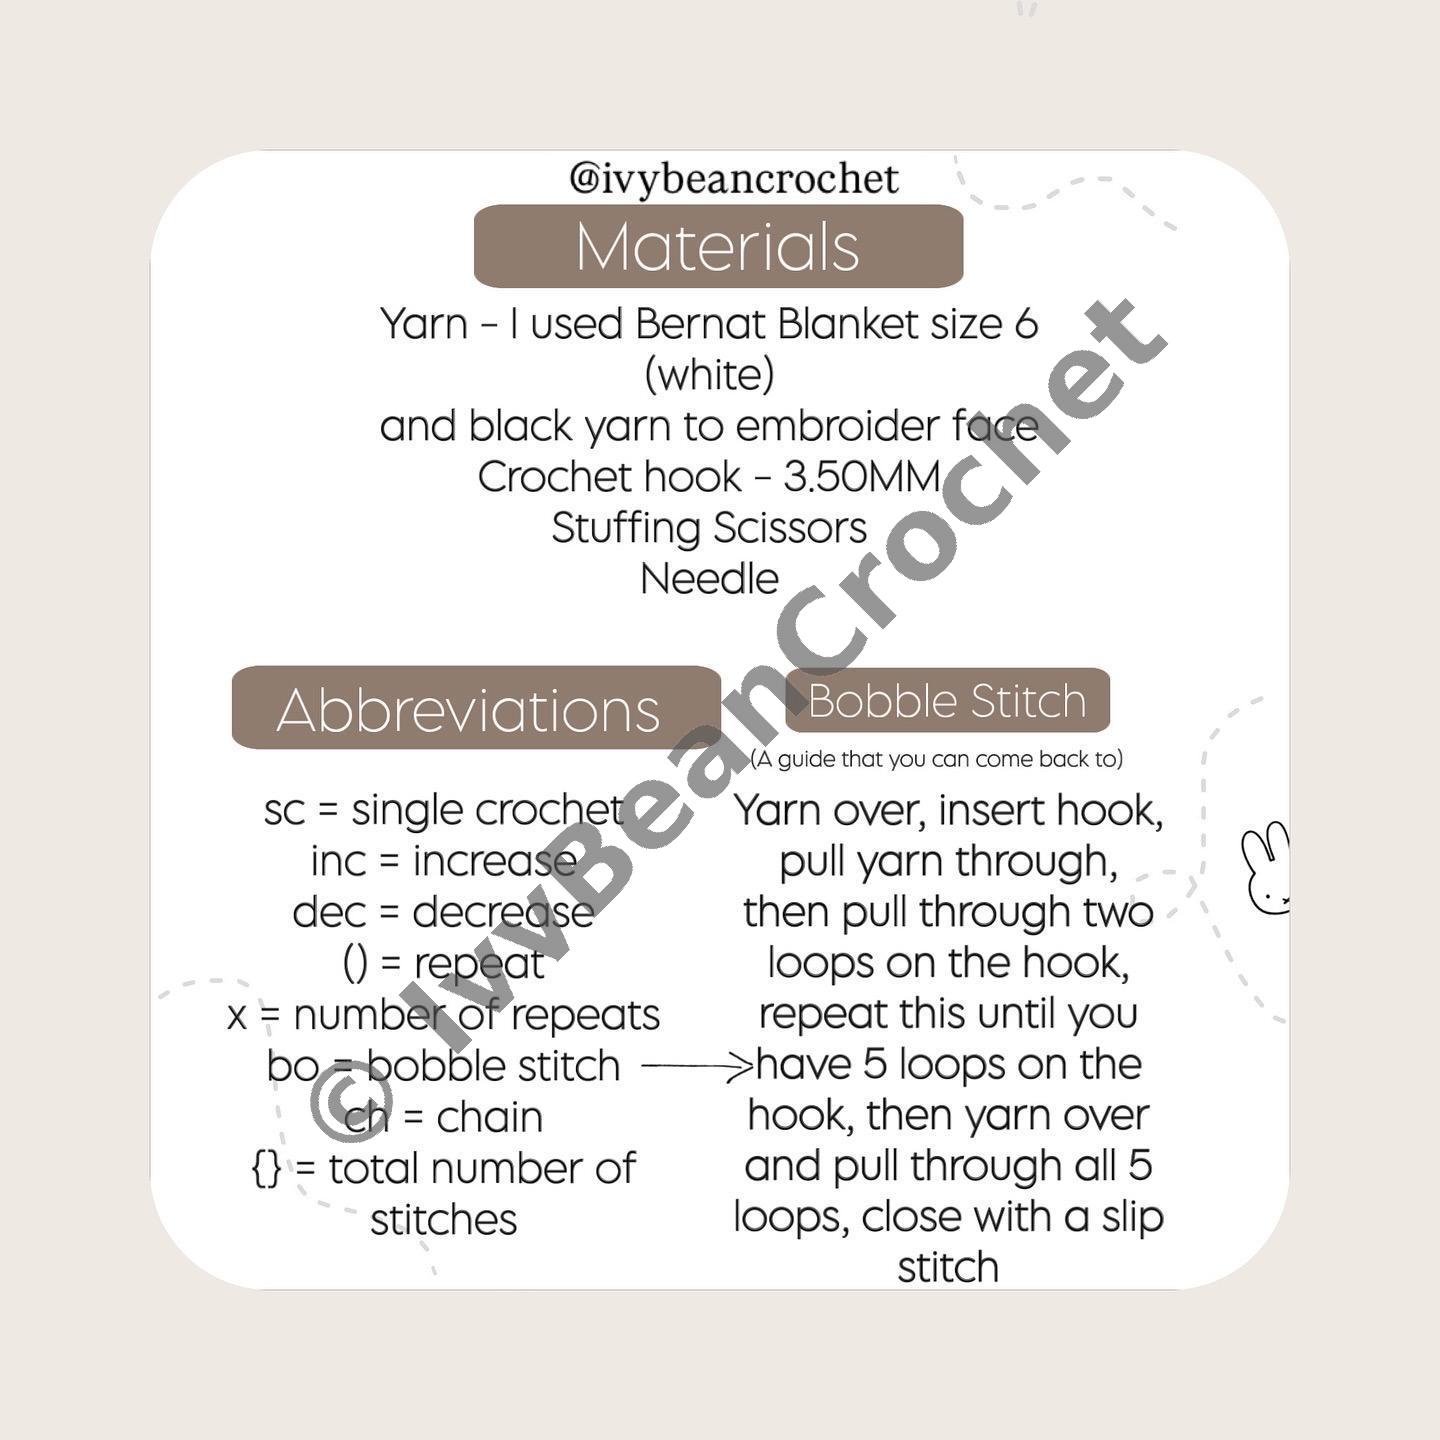 @ivybeancrochet
Materials
Yarn - I used Bernat Blanket size 6
(white)
and black yarn to embroider face
Crochet hook - 3.50MM
Stuffing Scissors
Needle
Abbreviations
sc = single crochet
inc = increase
dec = decrease
() = repeat
x = number of repeats
bo = bobble stitch
ch = chain
{} = total number of
stitches
Bobble Stitch
(A guide that you can come back to)
Yarn over, insert hook,
pull yarn through,
then pull through two
loops on the hook,
repeat this until you
have 5 loops on the
hook, then yarn over
and pull through all 5
loops, close with a slip
stitch
© IvvBeanCrochet